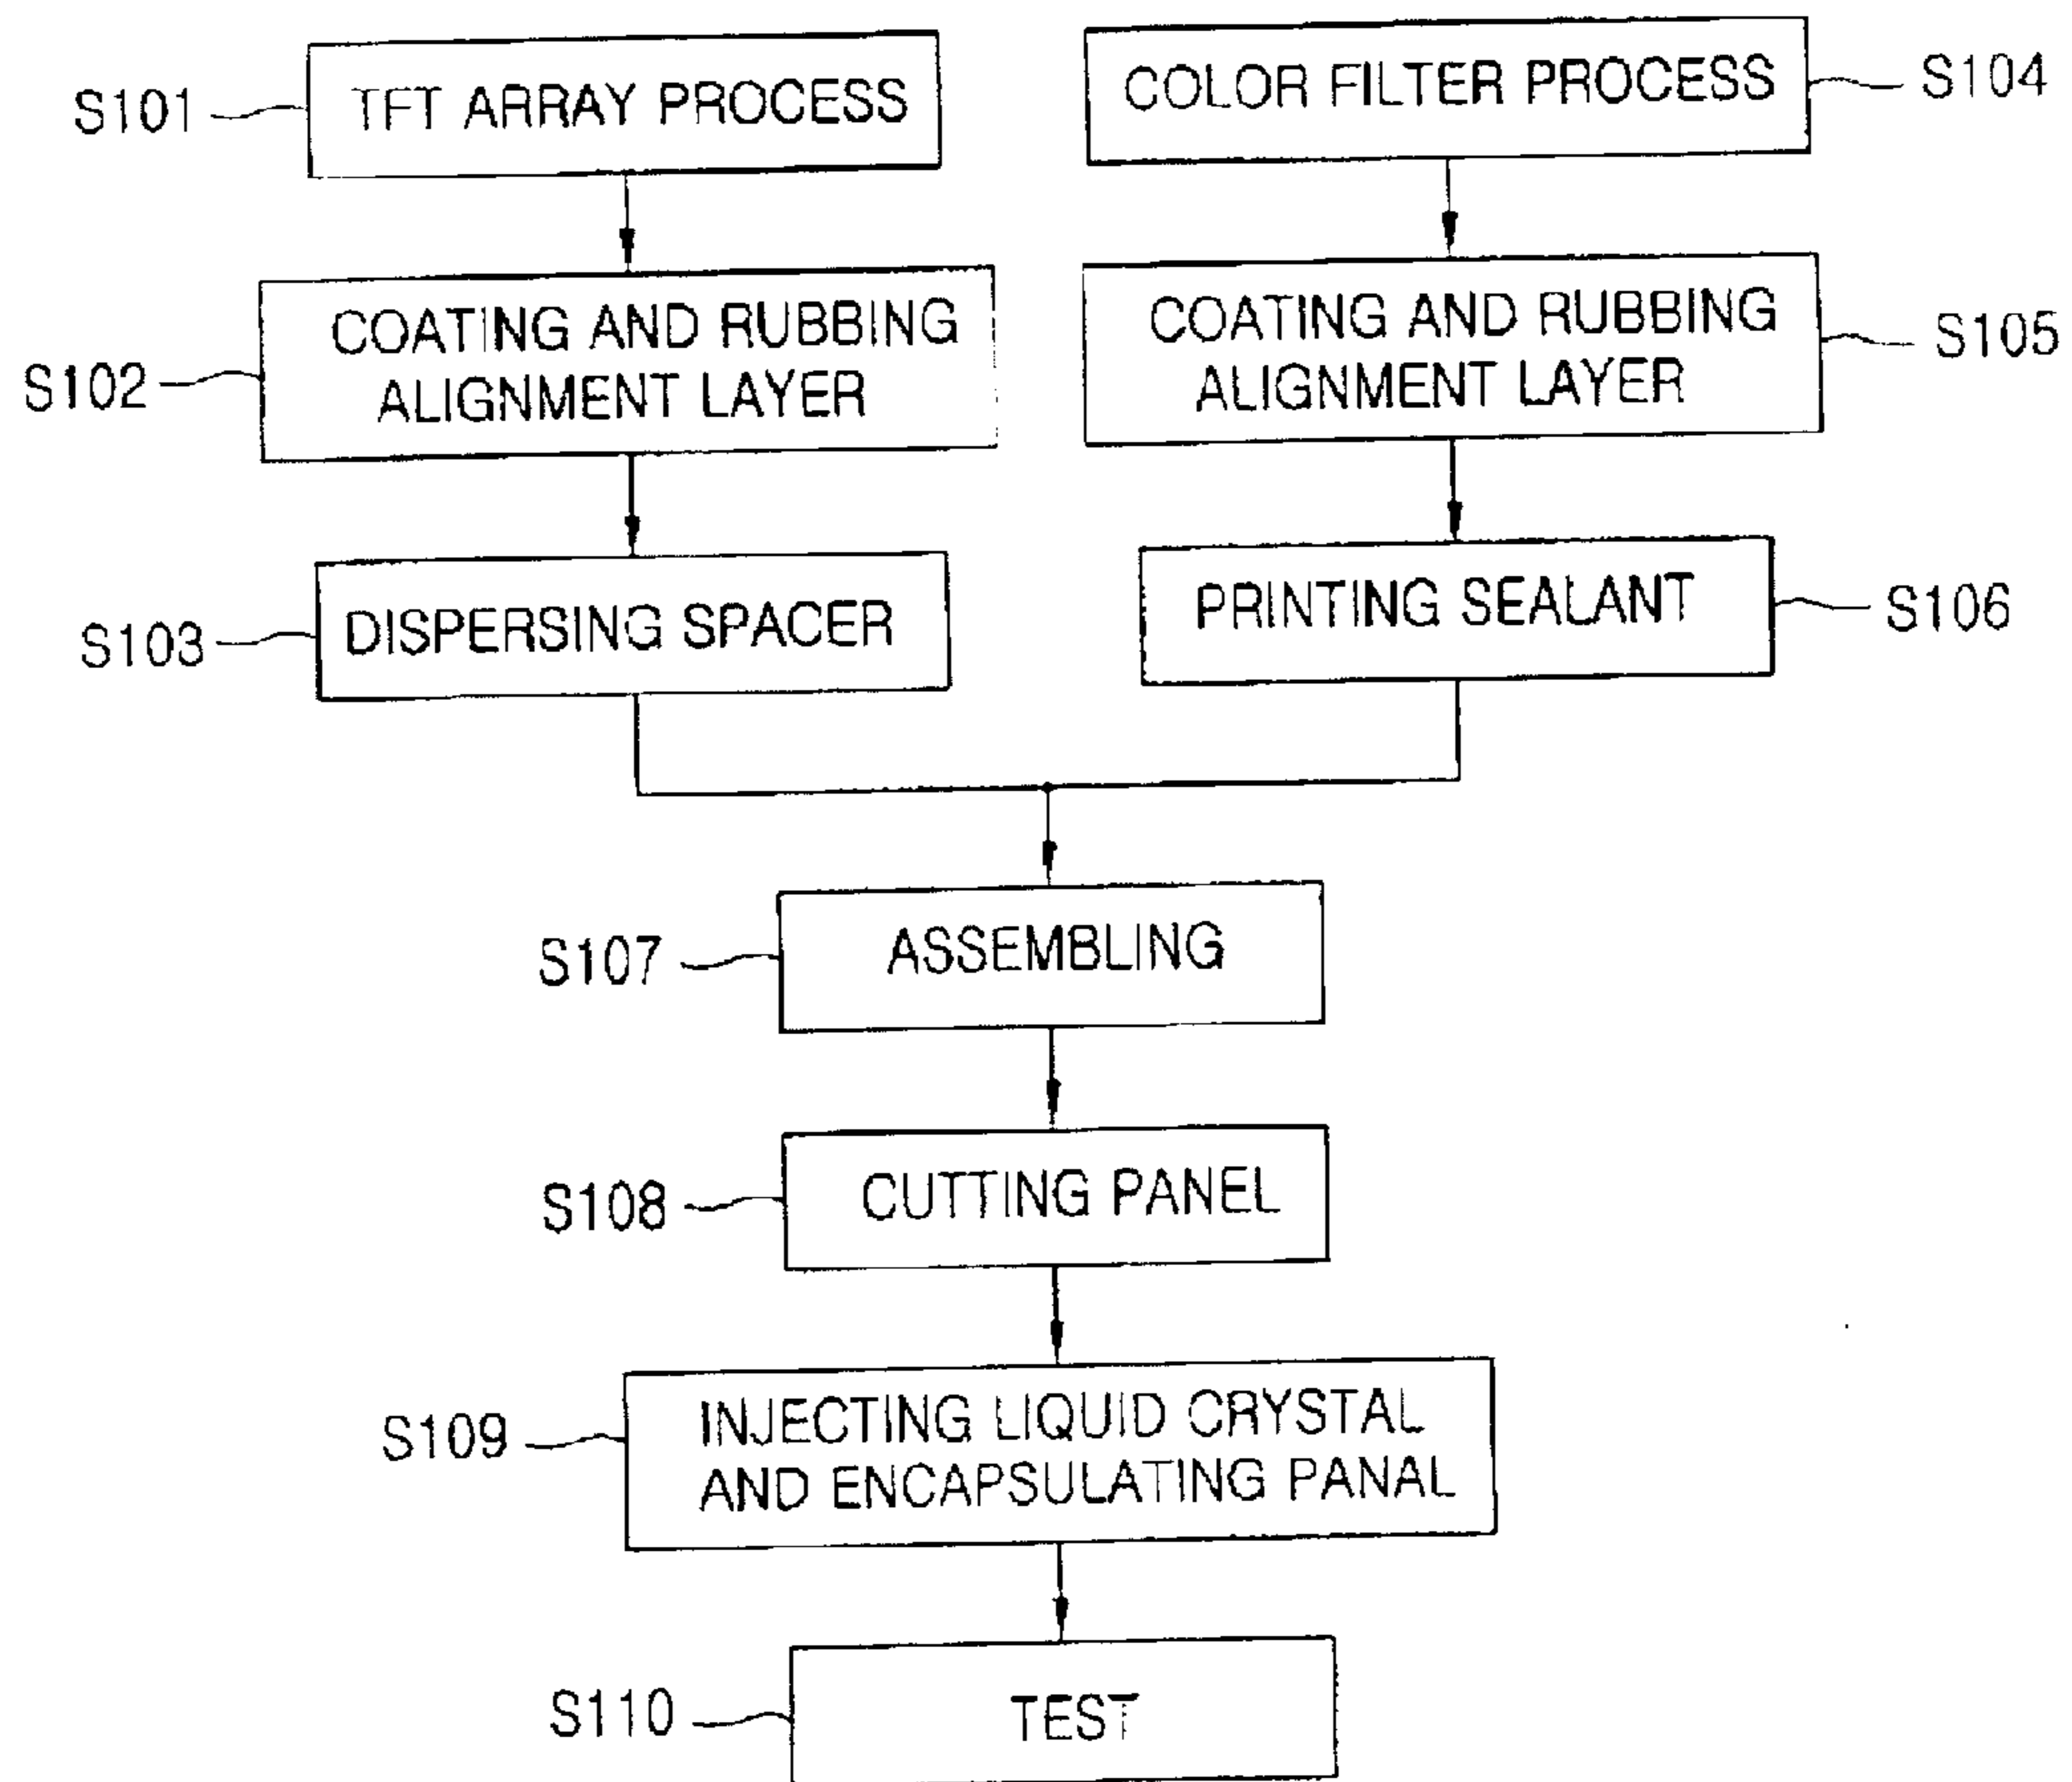 S101
TFT ARRAY PROCESS
COLOR FILTER PROCESS
S104
S102
COATING AND RUBBING
ALIGNMENT LAYER
COATING AND RUBBING
ALIGNMENT LAYER
S105
S103
DISPERSING SPACER
PRINTING SEALANT
S106
S107
ASSEMBLING
S108
CUTTING PANEL
S109
INJECTING LIQUID CRYSTAL
AND ENCAPSULATING PANAL
S110
TEST